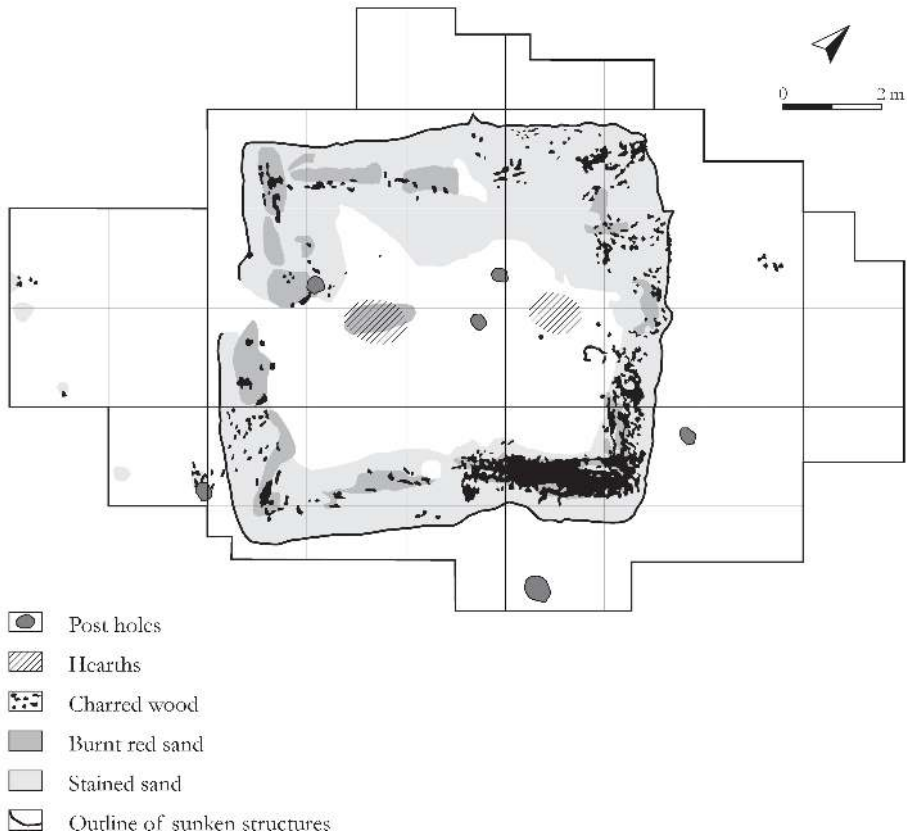 0 2 m
Post holes
Hearths
Charred wood
Burnt red sand
Stained sand
Outline of sunken structures